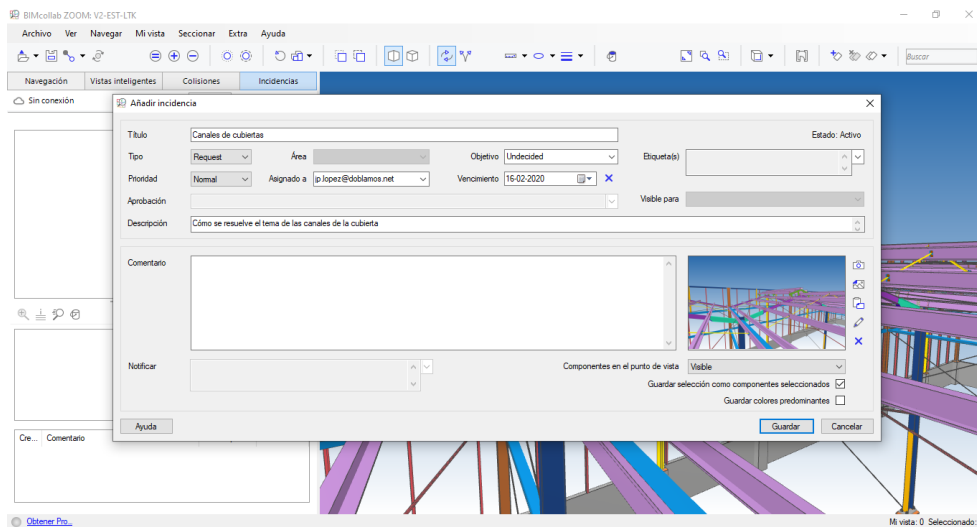 BIMcollab ZOOM: V2-EST-LTK
Archivo Ver Navegar Mi vista Seccionar Extra Ayuda
Buscar
Navegación Vistas inteligentes Colisiones Incidencias
Sin conexión
Añadir incidencia
Título Canales de cubiertas Estado: Activo
Tipo Request Área Objetivo Undecided Etiqueta(s)
Prioridad Normal Asignado a jp.lopez@doblamos.net Vencimiento 16-02-2020
Aprobación Visible para
Descripción Cómo se resuelve el tema de las canales de la cubierta
Comentario
Notificar Componentes en el punto de vista Visible
Guardar selección como componentes seleccionados
Guardar colores predominantes
Ayuda Guardar Cancelar
Cre... Comentario
Obtener Pro... Mi vista: 0 Seleccionado: